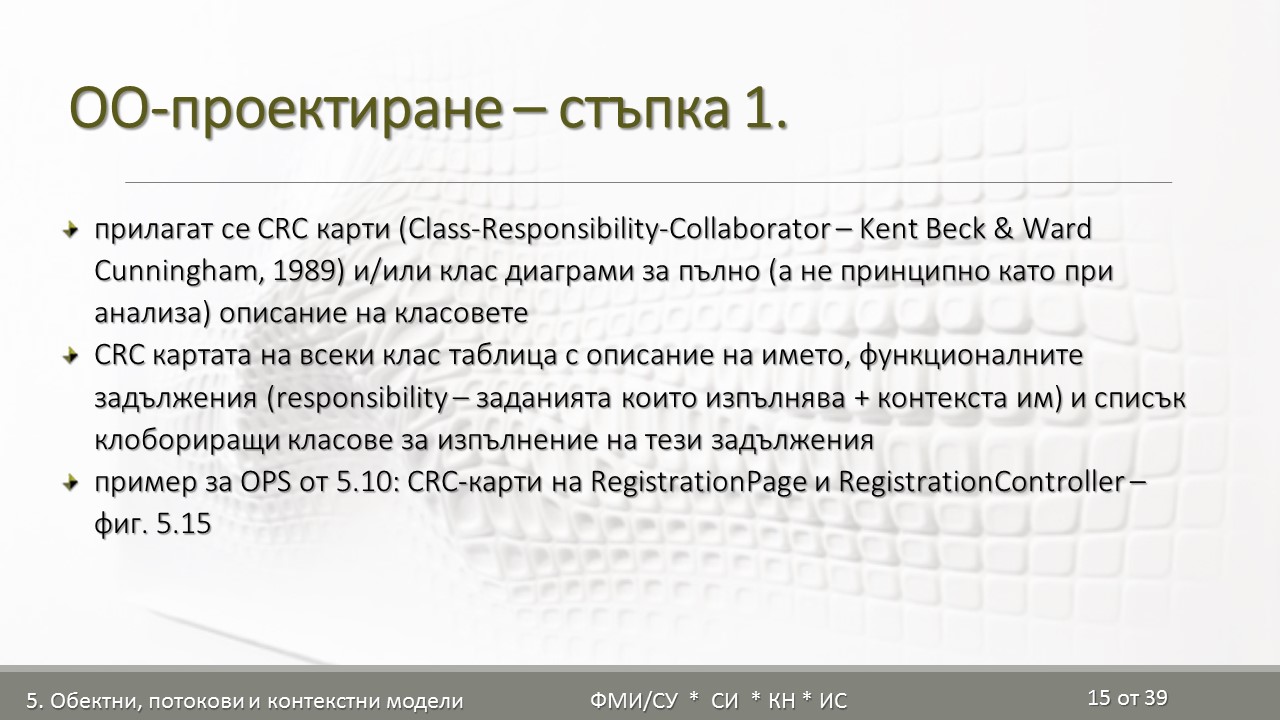 ОО-проектиране – стъпка 1.
прилагат се CRC карти (Class-Responsibility-Collaborator – Kent Beck & Ward
Cunningham, 1989) и/или клас диаграми за пълно (а не принципно като при
анализа) описание на класовете
CRC картата на всеки клас таблица с описание на името, функционалните
задължения (responsibility – заданията които изпълнява + контекста им) и списък
клобориращи класове за изпълнение на тези задължения
пример за OPS от 5.10: CRC-карти на RegistrationPage и RegistrationController –
фиг. 5.15
5. Обектни, потокови и контекстни модели
ФМИ/СУ * СИ * КН * ИС
15 от 39